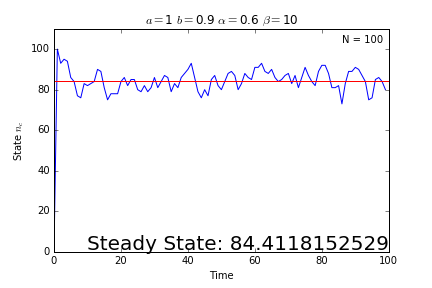 a = 1 b = 0.9 α = 0.6 β = 10
N = 100
100
80
60
40
20
0
State n_c
Steady State: 84.4118152529
0 20 40 60 80 100
Time